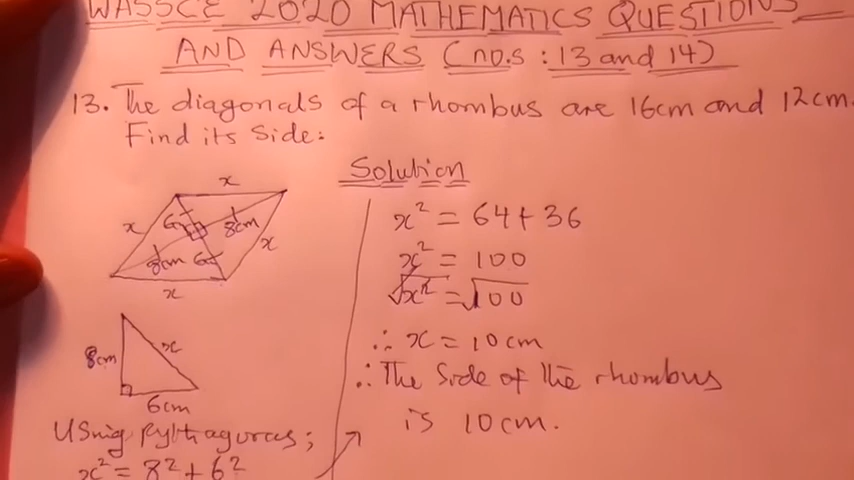 WASSCE 2020 MATHEMATICS QUESTIONS
AND ANSWERS (no.s : 13 and 14)
13. The diagonals of a rhombus are 16cm and 12cm.
Find its Side:
x
x
6
8cm
x
8cm
6
x
8cm
x
6cm
Using Pythagoras;
x² = 8² + 6²
Solution
x² = 64 + 36
x² = 100
√x² = √100
∴ x = 10cm
∴ The Side of the rhombus
is 10cm.